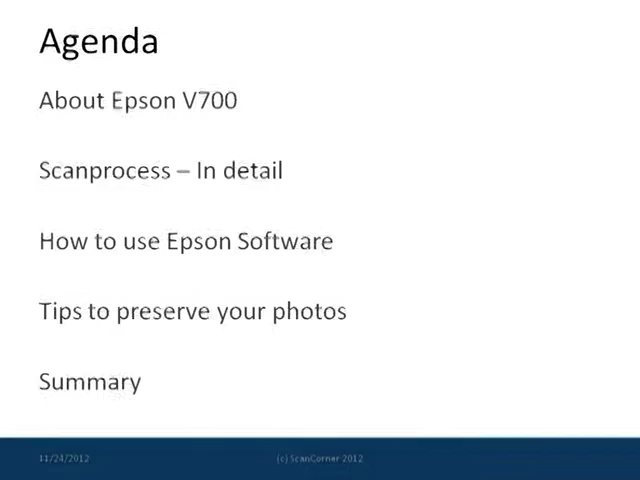 Agenda
About Epson V700
Scanprocess – In detail
How to use Epson Software
Tips to preserve your photos
Summary
11/24/2012
(c) ScanCorner 2012